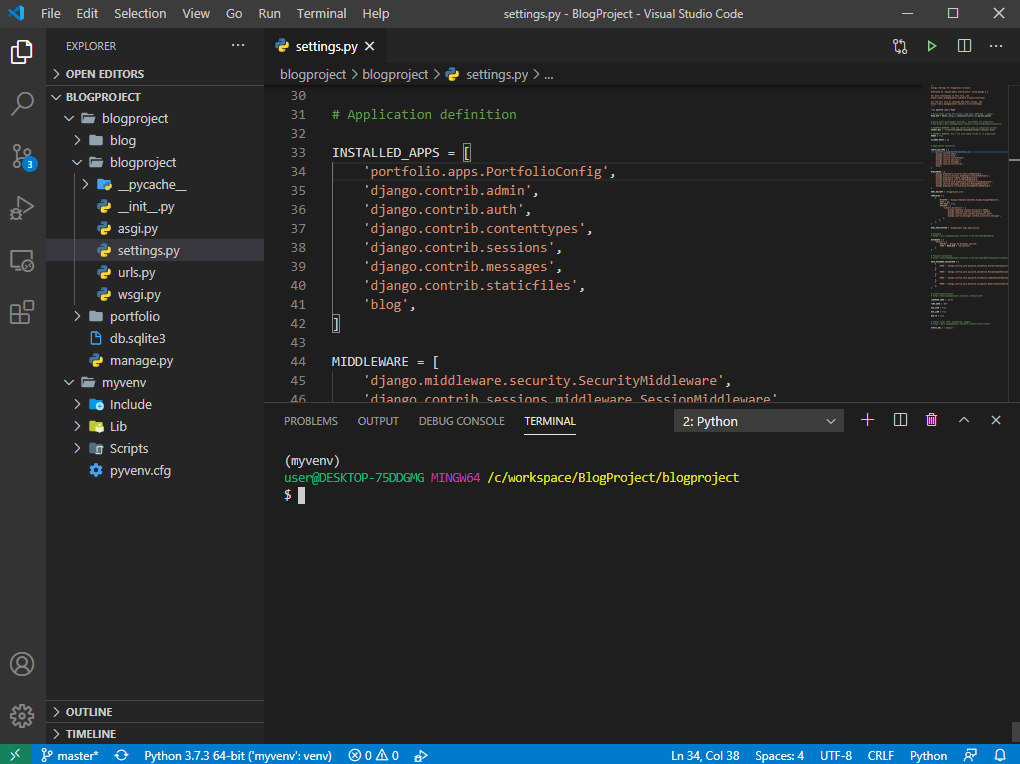 File Edit Selection View Go Run Terminal Help settings.py - BlogProject - Visual Studio Code
EXPLORER
OPEN EDITORS
BLOGPROJECT
blogproject
blog
blogproject
__pycache__
__init__.py
asgi.py
settings.py
urls.py
wsgi.py
portfolio
db.sqlite3
manage.py
myvenv
Include
Lib
Scripts
pyvenv.cfg
OUTLINE
TIMELINE
3
settings.py
blogproject > blogproject > settings.py > ...
30
31 # Application definition
32
33 INSTALLED_APPS = [
34 'portfolio.apps.PortfolioConfig',
35 'django.contrib.admin',
36 'django.contrib.auth',
37 'django.contrib.contenttypes',
38 'django.contrib.sessions',
39 'django.contrib.messages',
40 'django.contrib.staticfiles',
41 'blog',
42 ]
43
44 MIDDLEWARE = [
45 'django.middleware.security.SecurityMiddleware',
46 'django.contrib.sessions.middleware.SessionMiddleware'
PROBLEMS OUTPUT DEBUG CONSOLE TERMINAL 2: Python
(myvenv)
user@DESKTOP-75DDGMG MINGW64 /c/workspace/BlogProject/blogproject
$
master* Python 3.7.3 64-bit ('myvenv': venv) 0 0 Ln 34, Col 38 Spaces: 4 UTF-8 CRLF Python